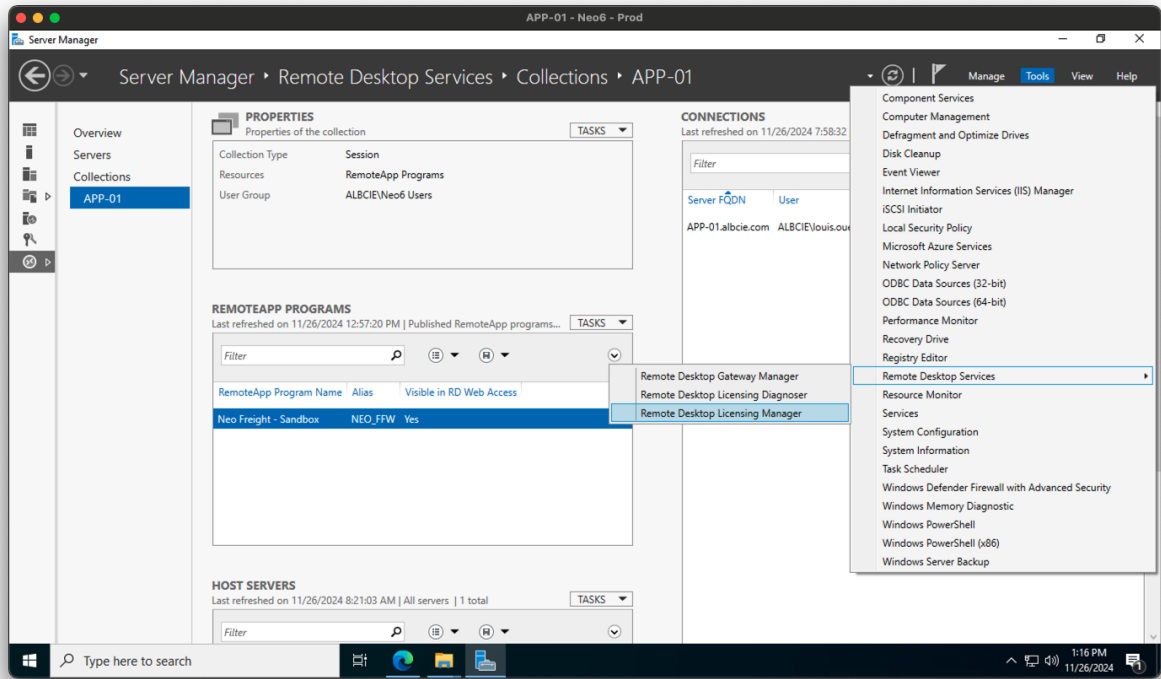 APP-01 - Neo6 - Prod
Server Manager
Server Manager ‣ Remote Desktop Services ‣ Collections ‣ APP-01
Manage Tools View Help
Overview
Servers
Collections
APP-01
PROPERTIES
Properties of the collection
TASKS
Collection Type Session
Resources RemoteApp Programs
User Group ALBCIE\Neo6 Users
REMOTEAPP PROGRAMS
Last refreshed on 11/26/2024 12:57:20 PM | Published RemoteApp programs...
TASKS
Filter
RemoteApp Program Name Alias Visible in RD Web Access
Neo Freight - Sandbox NEO_FFW Yes
HOST SERVERS
Last refreshed on 11/26/2024 8:21:03 AM | All servers | 1 total
TASKS
Filter
CONNECTIONS
Last refreshed on 11/26/2024 7:58:32
Filter
Server FQDN User
APP-01.albcie.com ALBCIE\louis.oue
Component Services
Computer Management
Defragment and Optimize Drives
Disk Cleanup
Event Viewer
Internet Information Services (IIS) Manager
iSCSI Initiator
Local Security Policy
Microsoft Azure Services
Network Policy Server
ODBC Data Sources (32-bit)
ODBC Data Sources (64-bit)
Performance Monitor
Recovery Drive
Registry Editor
Remote Desktop Services
Resource Monitor
Services
System Configuration
System Information
Task Scheduler
Windows Defender Firewall with Advanced Security
Windows Memory Diagnostic
Windows PowerShell
Windows PowerShell (x86)
Windows Server Backup
Remote Desktop Gateway Manager
Remote Desktop Licensing Diagnoser
Remote Desktop Licensing Manager
Type here to search
1:16 PM
11/26/2024
1